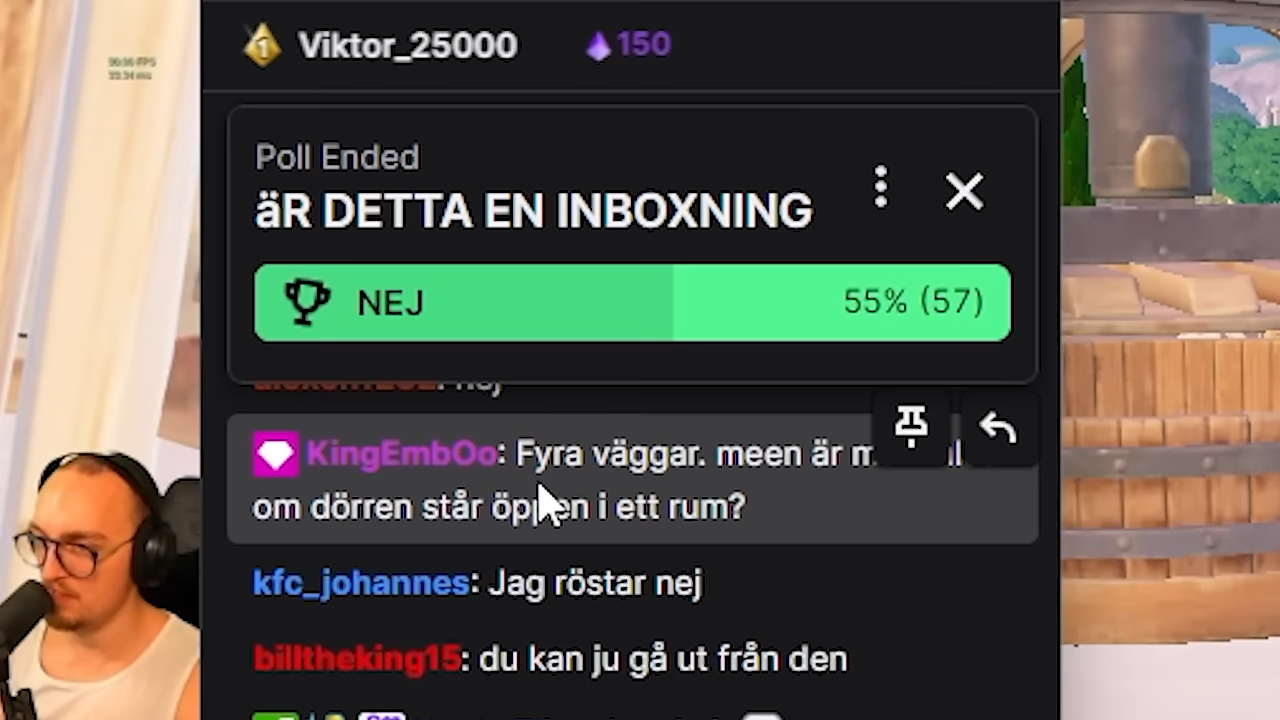 Viktor_25000 150
Poll Ended
äR DETTA EN INBOXNING
NEJ 55% (57)
nej
KingEmbOo: Fyra väggar. meen är
om dörren står öppen i ett rum?
kfc_johannes: Jag röstar nej
billtheking15: du kan ju gå ut från den